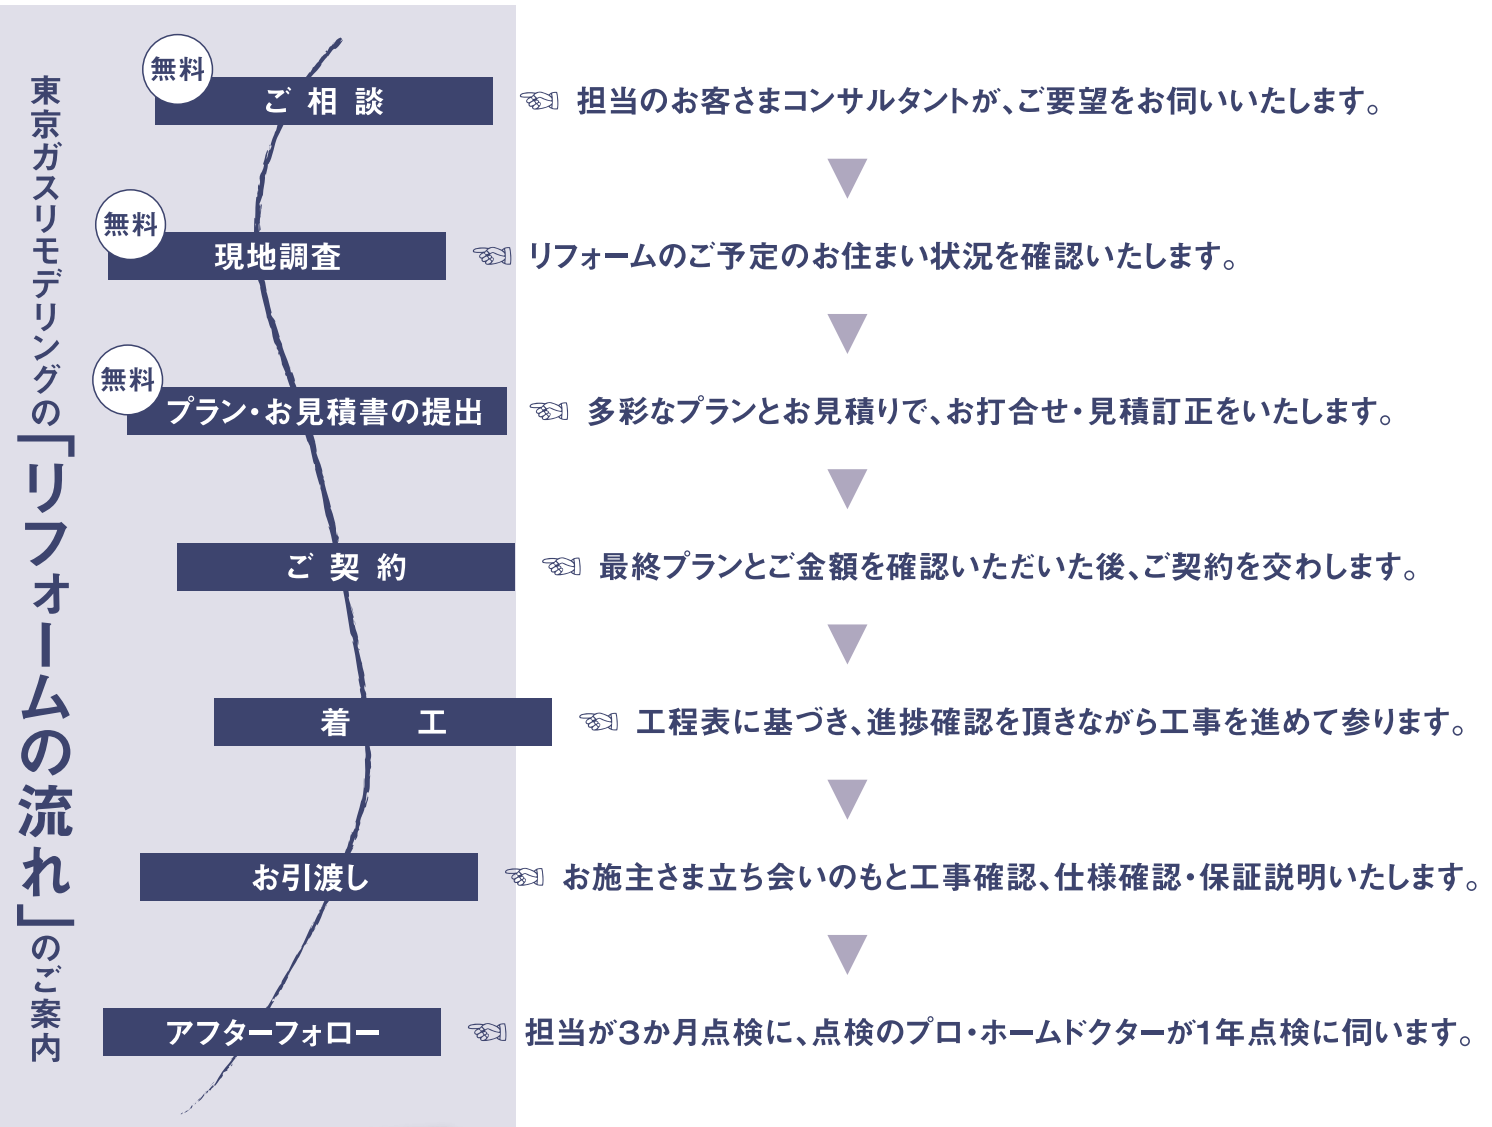 東京ガスリモデリングの「リフォームの流れ」のご案内
無料
ご相談
☜ 担当のお客さまコンサルタントが、ご要望をお伺いいたします。
▼
無料
現地調査
☜ リフォームのご予定のお住まい状況を確認いたします。
▼
無料
プラン・お見積書の提出
☜ 多彩なプランとお見積りで、お打合せ・見積訂正をいたします。
▼
ご契約
☜ 最終プランとご金額を確認いただいた後、ご契約を交わします。
▼
着 工
☜ 工程表に基づき、進捗確認を頂きながら工事を進めて参ります。
▼
お引渡し
☜ お施主さま立ち会いのもと工事確認、仕様確認・保証説明いたします。
▼
アフターフォロー
☜ 担当が3か月点検に、点検のプロ・ホームドクターが1年点検に伺います。